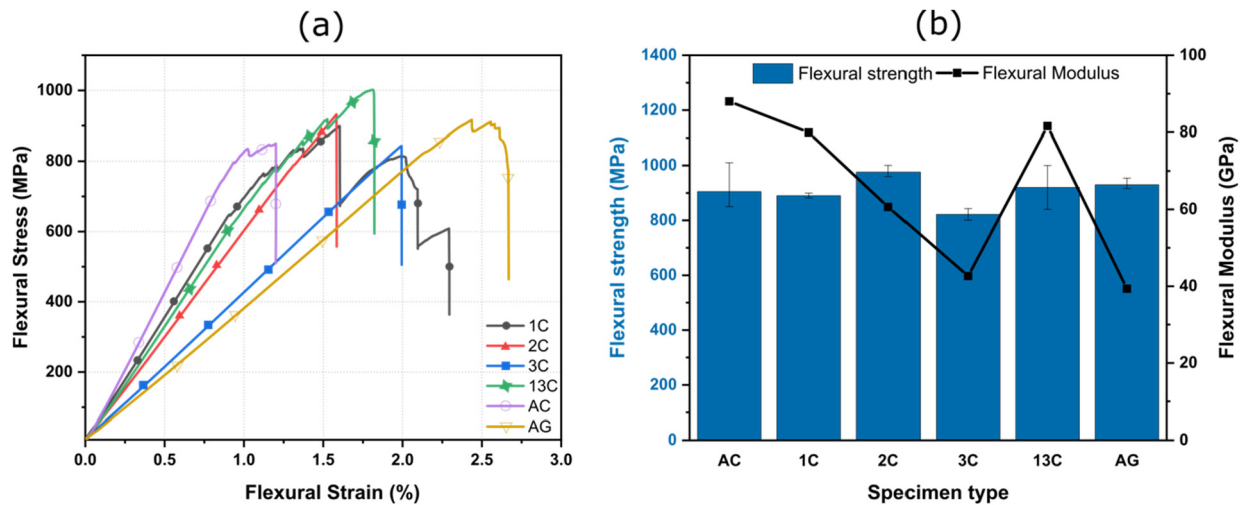 (a)
Flexural Stress (MPa)
1000
800
600
400
200
0.0 0.5 1.0 1.5 2.0 2.5 3.0
Flexural Strain (%)
1C
2C
3C
13C
AC
AG
(b)
Flexural strength (MPa)
1400
1200
1000
800
600
400
200
0
Flexural strength Flexural Modulus
AC 1C 2C 3C 13C AG
Specimen type
100
80
60
40
20
0
Flexural Modulus (GPa)